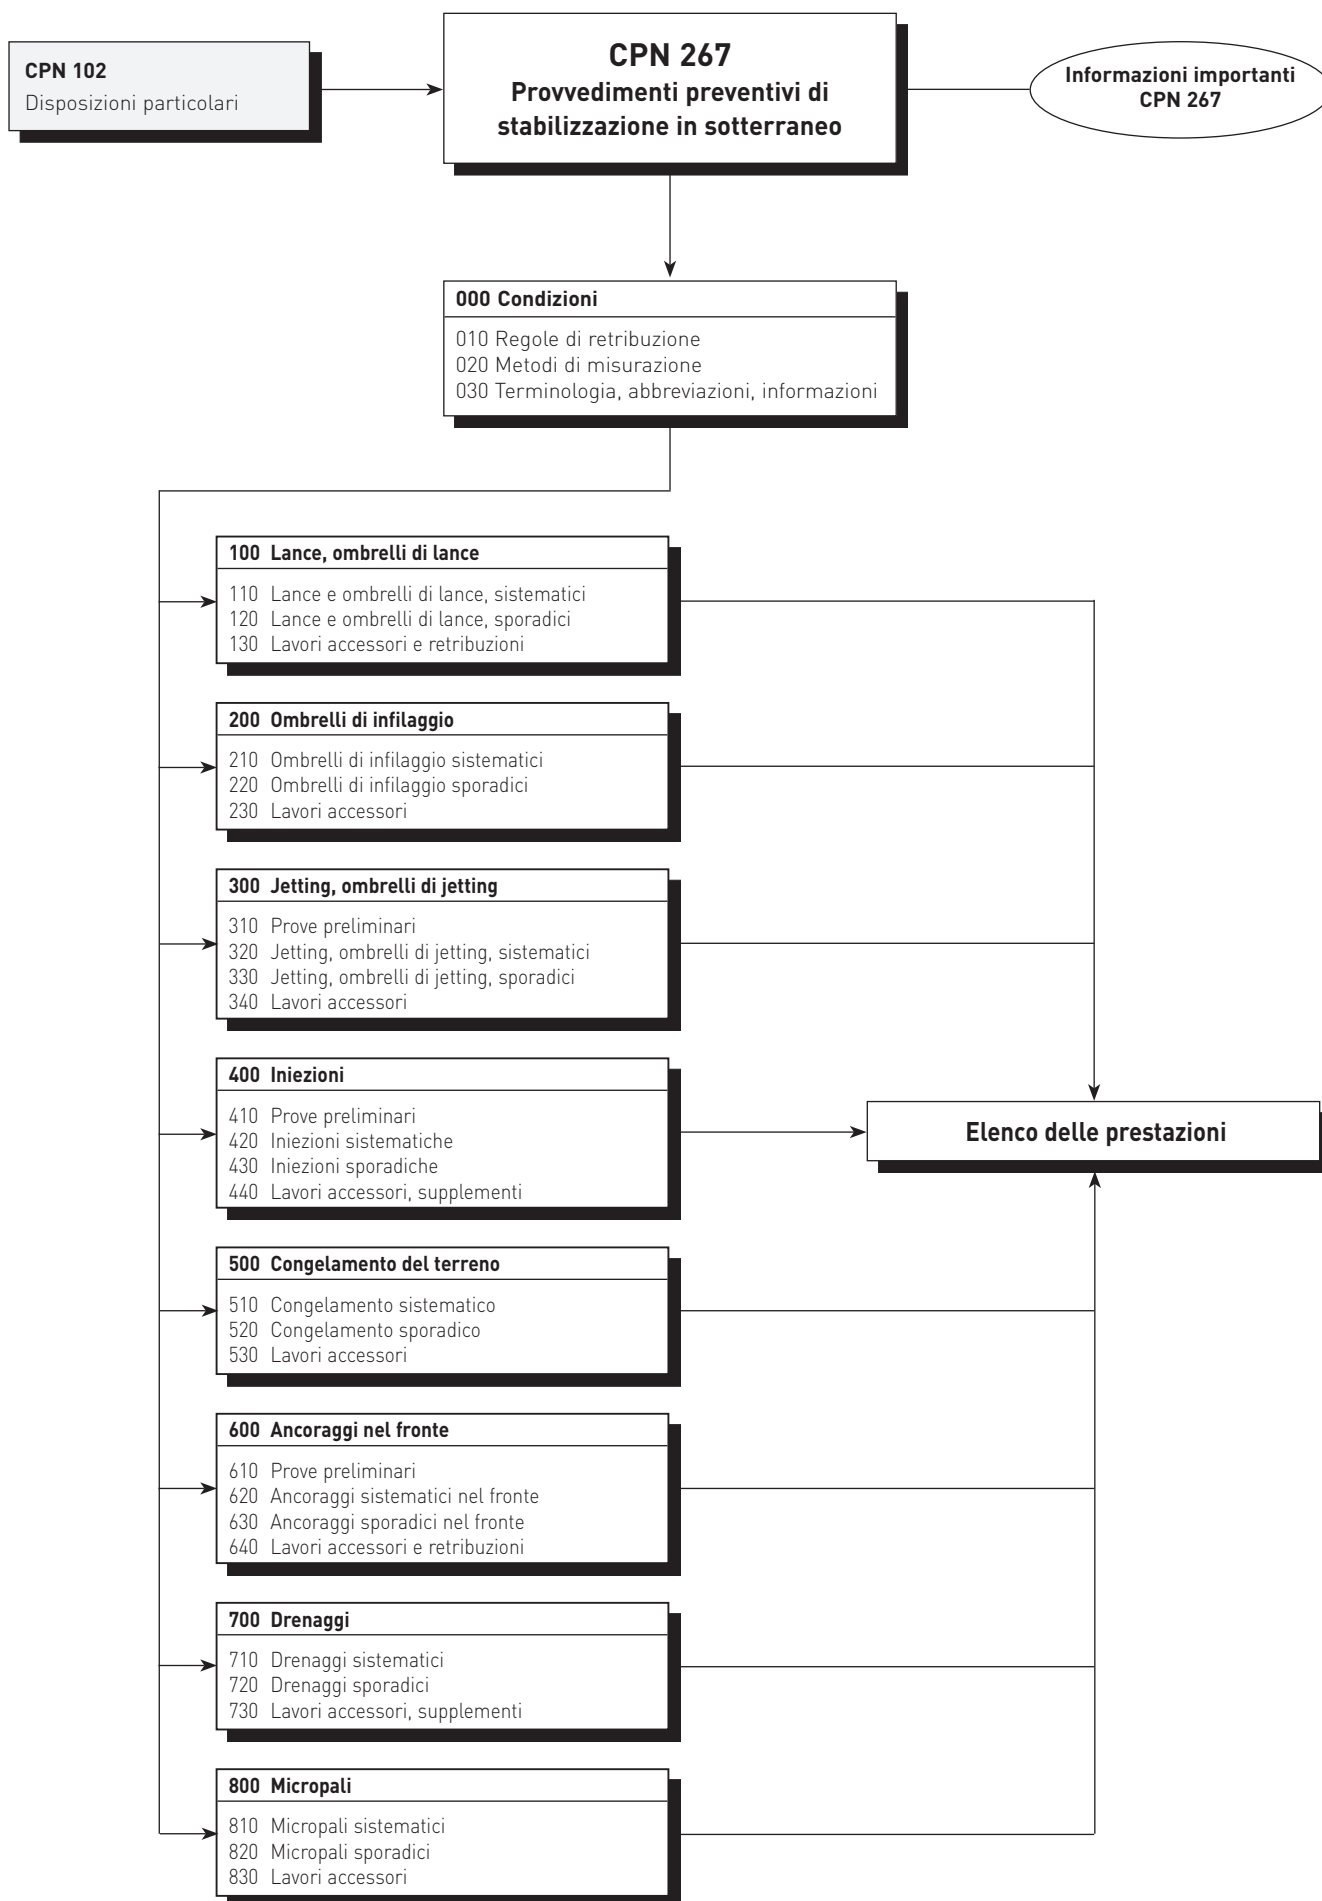 CPN 102
Disposizioni particolari
CPN 267
Provvedimenti preventivi di
stabilizzazione in sotterraneo
Informazioni importanti
CPN 267
000 Condizioni
010 Regole di retribuzione
020 Metodi di misurazione
030 Terminologia, abbreviazioni, informazioni
100 Lance, ombrelli di lance
110 Lance e ombrelli di lance, sistematici
120 Lance e ombrelli di lance, sporadici
130 Lavori accessori e retribuzioni
200 Ombrelli di infilaggio
210 Ombrelli di infilaggio sistematici
220 Ombrelli di infilaggio sporadici
230 Lavori accessori
300 Jetting, ombrelli di jetting
310 Prove preliminari
320 Jetting, ombrelli di jetting, sistematici
330 Jetting, ombrelli di jetting, sporadici
340 Lavori accessori
400 Iniezioni
410 Prove preliminari
420 Iniezioni sistematiche
430 Iniezioni sporadiche
440 Lavori accessori, supplementi
Elenco delle prestazioni
500 Congelamento del terreno
510 Congelamento sistematico
520 Congelamento sporadico
530 Lavori accessori
600 Ancoraggi nel fronte
610 Prove preliminari
620 Ancoraggi sistematici nel fronte
630 Ancoraggi sporadici nel fronte
640 Lavori accessori e retribuzioni
700 Drenaggi
710 Drenaggi sistematici
720 Drenaggi sporadici
730 Lavori accessori, supplementi
800 Micropali
810 Micropali sistematici
820 Micropali sporadici
830 Lavori accessori